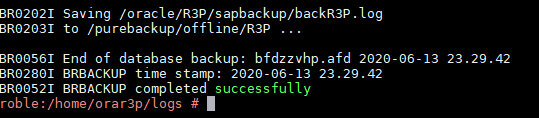 BR0202I Saving /oracle/R3P/sapbackup/backR3P.log
BR0203I to /purebackup/offline/R3P ...
BR0056I End of database backup: bfdzzvhp.afd 2020-06-13 23.29.42
BR0280I BRBACKUP time stamp: 2020-06-13 23.29.42
BR0052I BRBACKUP completed successfully
roble:/home/orar3p/logs #